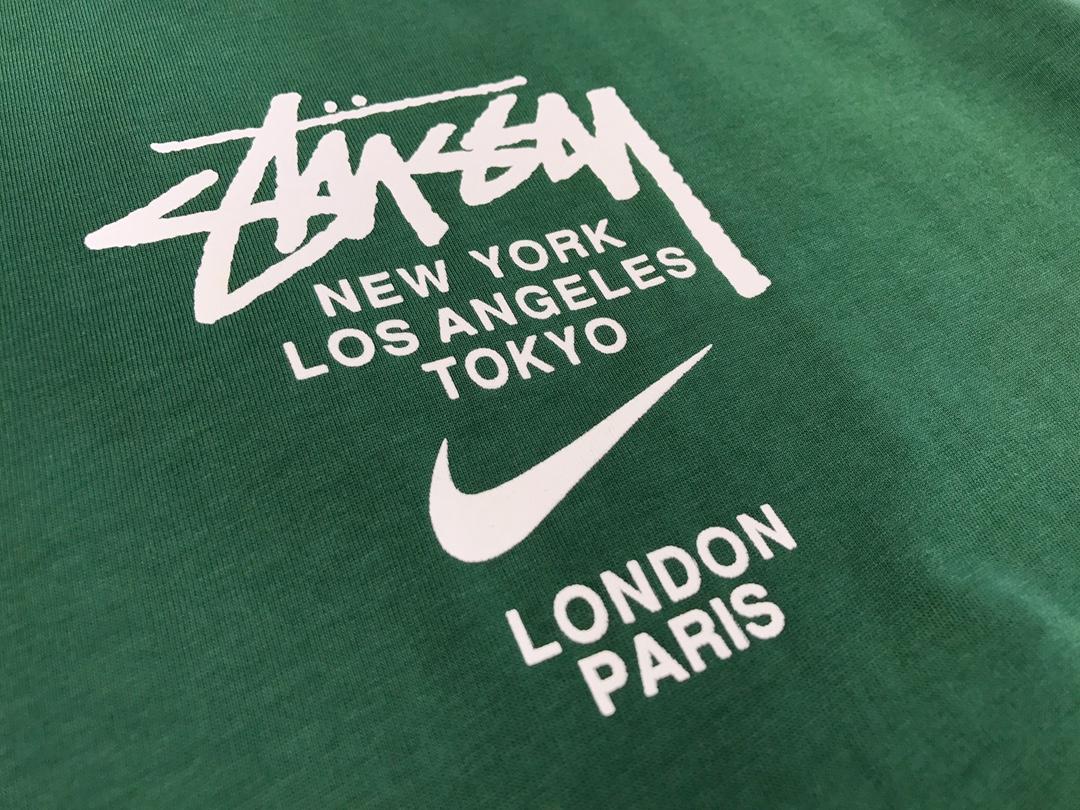 Stüssy
NEW YORK
LOS ANGELES
TOKYO
LONDON
PARIS